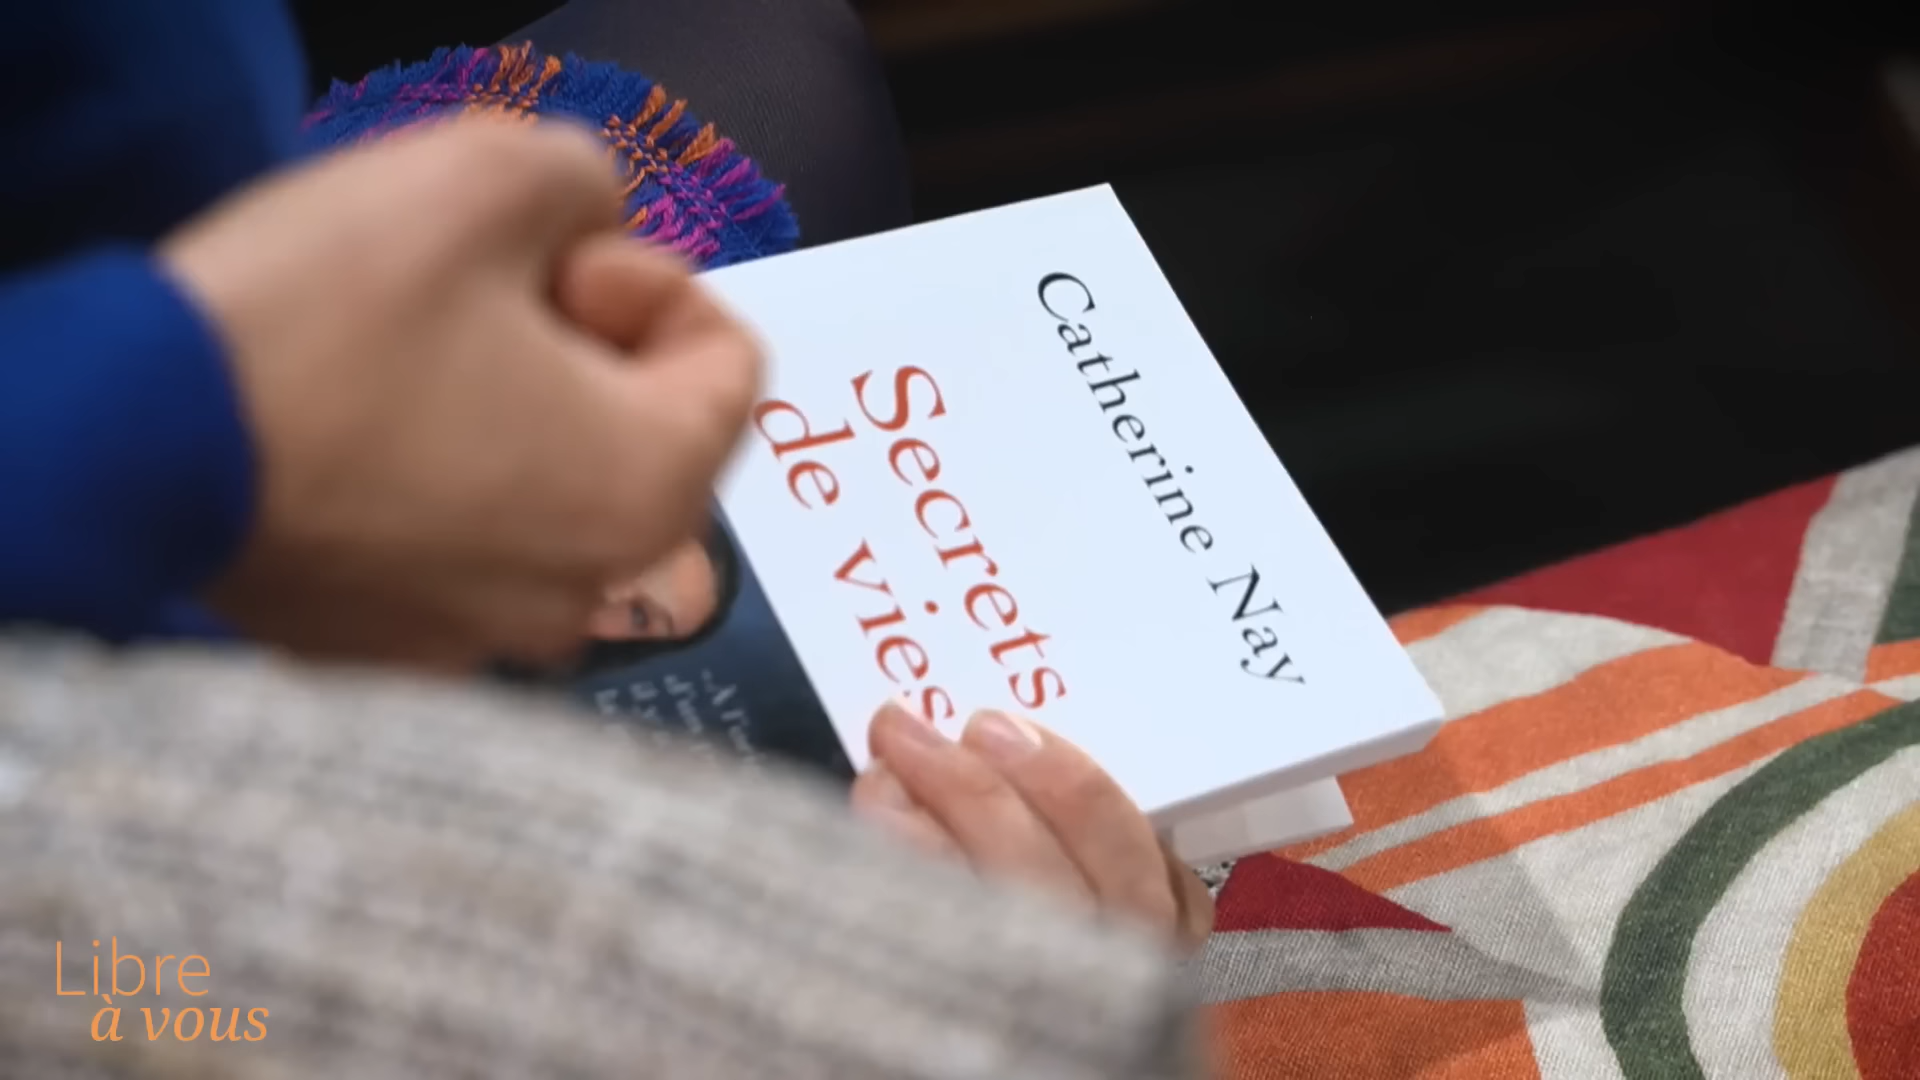 Catherine Nay
Secrets
de vies
Libre
à vous